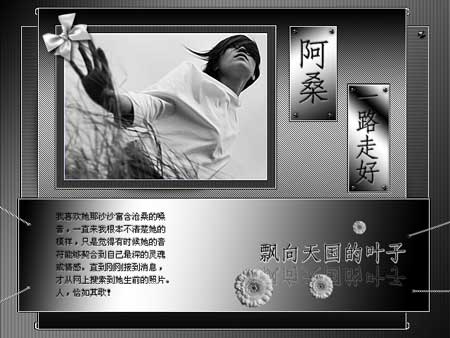 阿桑
一路走好
我喜欢她那沙沙富含沧桑的嗓
音，一直来我根本不清楚她的
模样，只是觉得有时候她的音
符能够契合到自己是深的灵魂
或情感。直到刚刚接到消息，
才从网上搜索到她生前的照片。
人，恰如其歌！
飘向天国的叶子